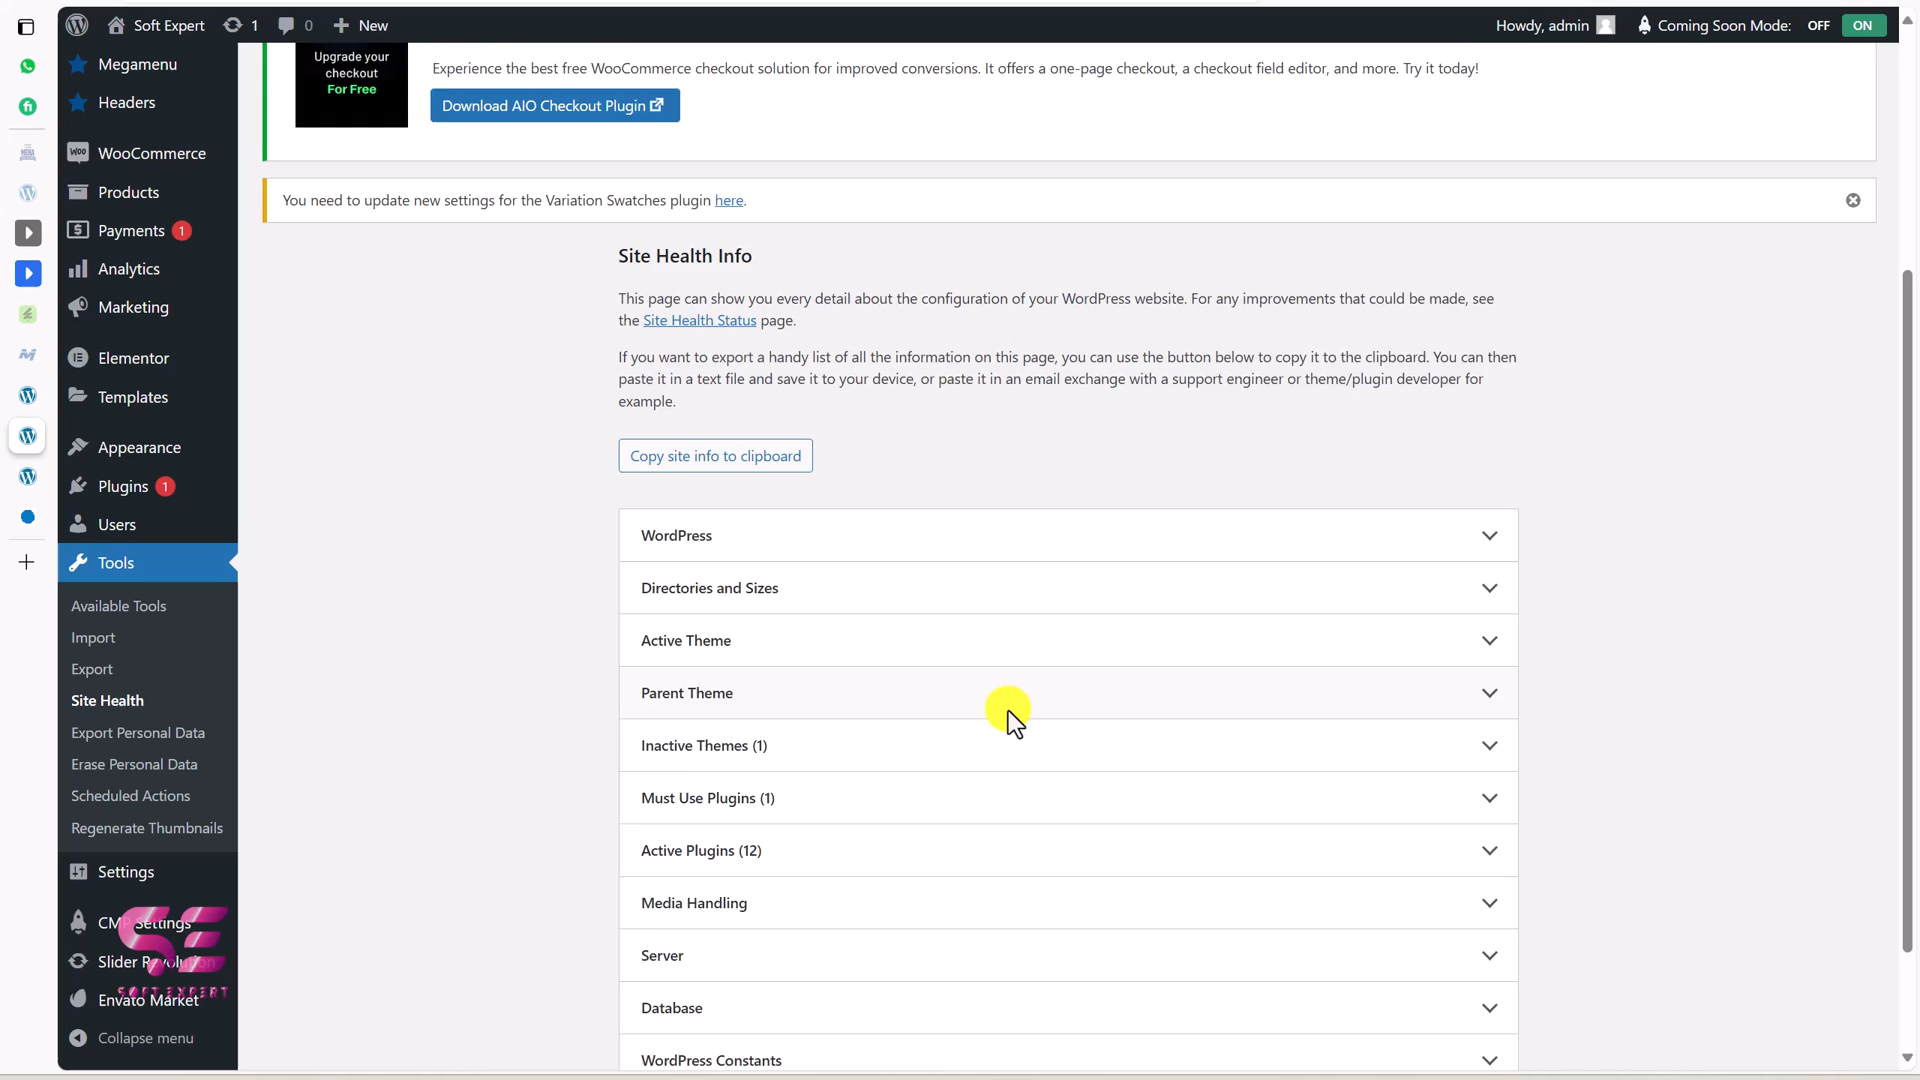 Soft Expert
1
0
New
Howdy, admin
Coming Soon Mode:
OFF
ON
Megamenu
Headers
WooCommerce
Products
Payments 1
Analytics
Marketing
Elementor
Templates
Appearance
Plugins 1
Users
Tools
Available Tools
Import
Export
Site Health
Export Personal Data
Erase Personal Data
Scheduled Actions
Regenerate Thumbnails
Settings
CMP Settings
Slider Revolution
SOFT EXPERT
Envato Market
Collapse menu
Upgrade your
checkout
For Free
Experience the best free WooCommerce checkout solution for improved conversions. It offers a one-page checkout, a checkout field editor, and more. Try it today!
Download AIO Checkout Plugin
You need to update new settings for the Variation Swatches plugin here.
Site Health Info
This page can show you every detail about the configuration of your WordPress website. For any improvements that could be made, see
the Site Health Status page.
If you want to export a handy list of all the information on this page, you can use the button below to copy it to the clipboard. You can then
paste it in a text file and save it to your device, or paste it in an email exchange with a support engineer or theme/plugin developer for
example.
Copy site info to clipboard
WordPress
Directories and Sizes
Active Theme
Parent Theme
Inactive Themes (1)
Must Use Plugins (1)
Active Plugins (12)
Media Handling
Server
Database
WordPress Constants